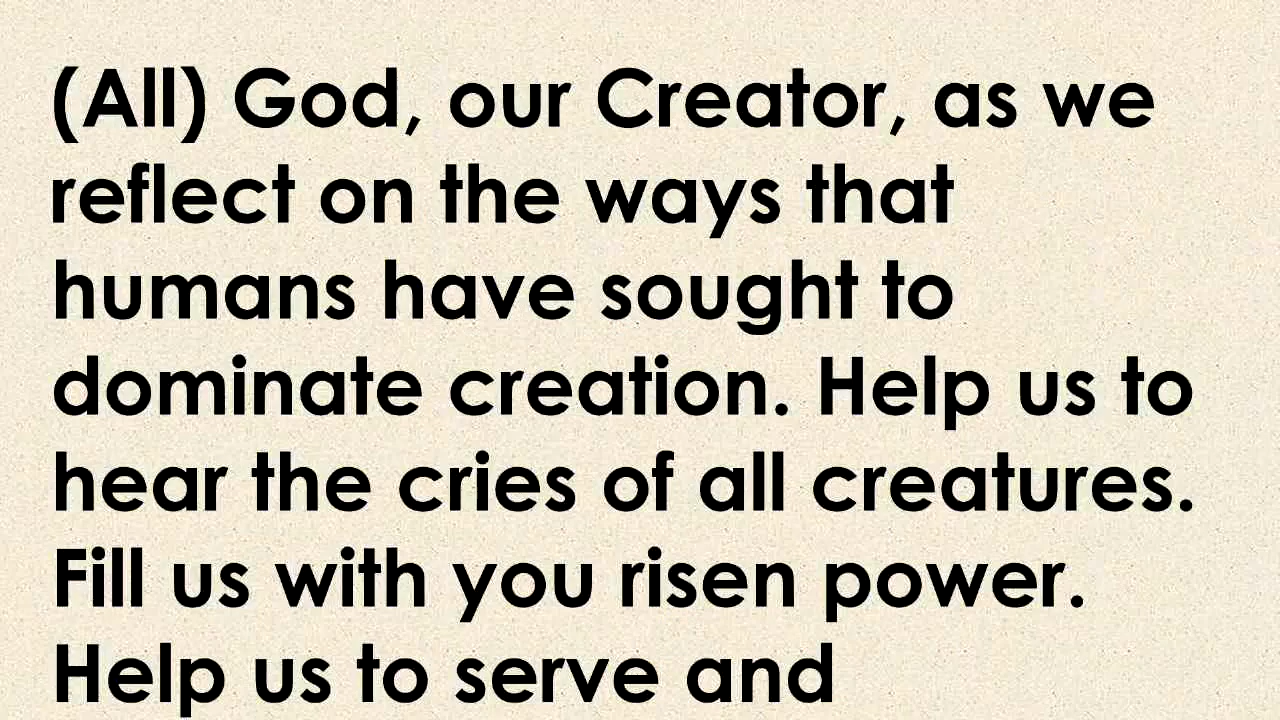 (All) God, our Creator, as we
reflect on the ways that
humans have sought to
dominate creation. Help us to
hear the cries of all creatures.
Fill us with you risen power.
Help us to serve and